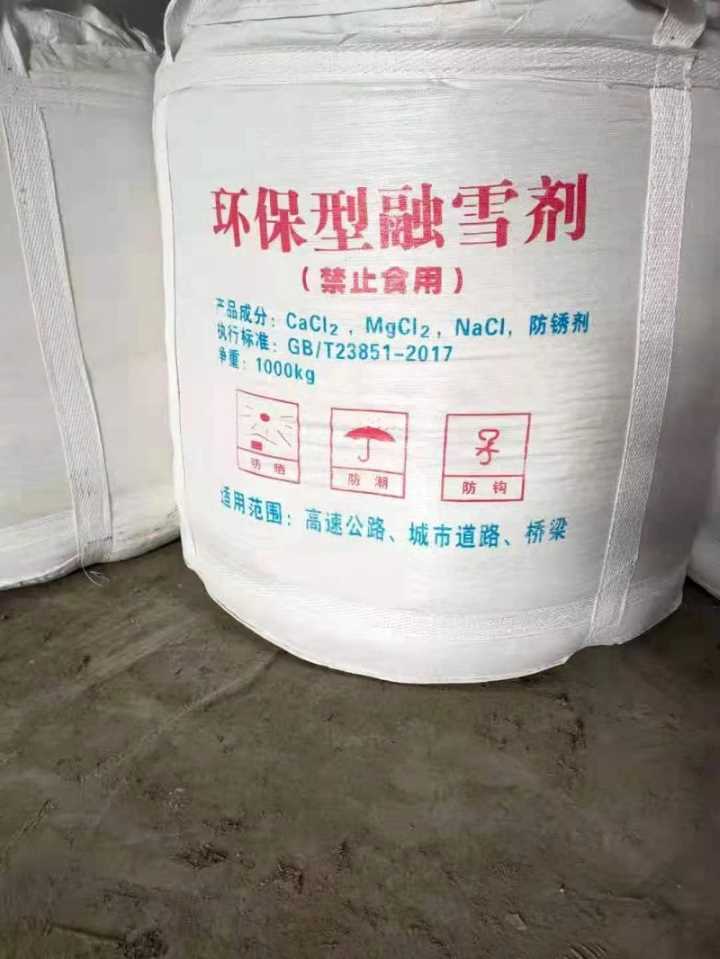 环保型融雪剂
(禁止食用)
产品成分: CaCl₂, MgCl₂, NaCl, 防锈剂
执行标准: GB/T23851-2017
净重: 1000kg
防晒 防潮 防钩
适用范围: 高速公路、城市道路、桥梁